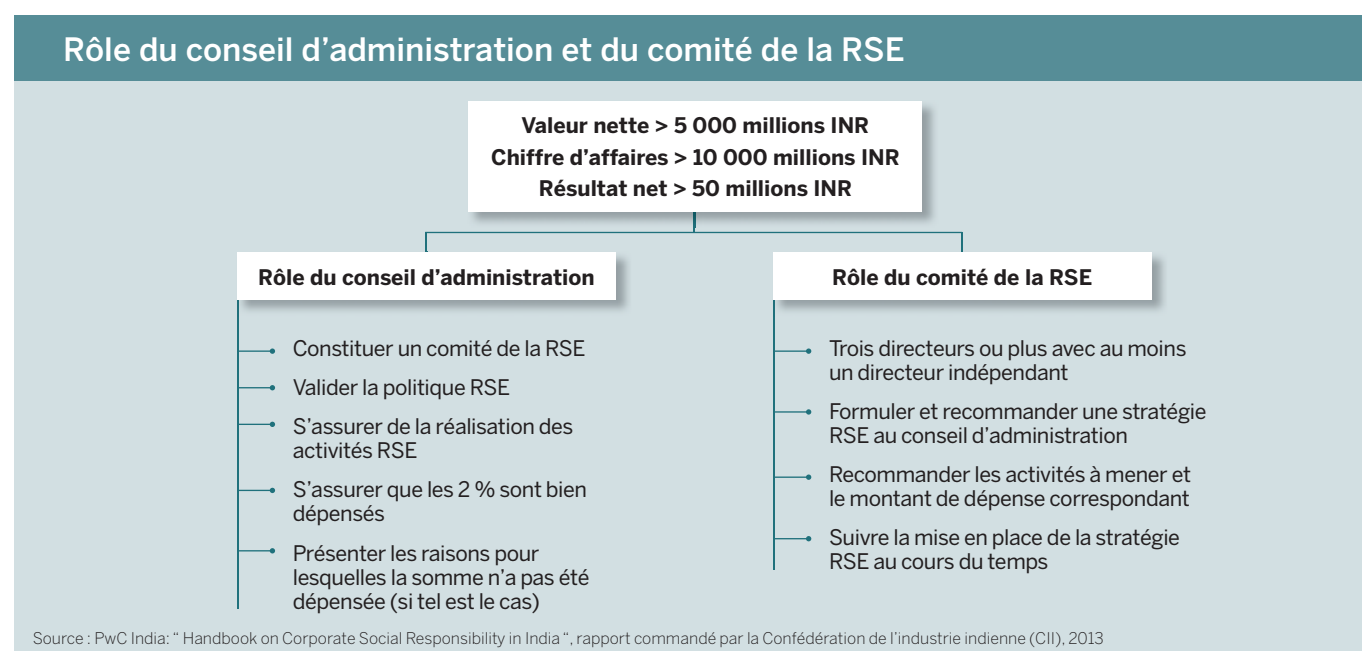 Rôle du conseil d’administration et du comité de la RSE
Valeur nette > 5 000 millions INR
Chiffre d’affaires > 10 000 millions INR
Résultat net > 50 millions INR
Rôle du conseil d’administration
Constituer un comité de la RSE
Valider la politique RSE
S’assurer de la réalisation des
activités RSE
S’assurer que les 2 % sont bien
dépensés
Présenter les raisons pour
lesquelles la somme n’a pas été
dépensée (si tel est le cas)
Rôle du comité de la RSE
Trois directeurs ou plus avec au moins
un directeur indépendant
Formuler et recommander une stratégie
RSE au conseil d’administration
Recommander les activités à mener et
le montant de dépense correspondant
Suivre la mise en place de la stratégie
RSE au cours du temps
Source : PwC India: “ Handbook on Corporate Social Responsibility in India “, rapport commandé par la Confédération de l’industrie indienne (CII), 2013